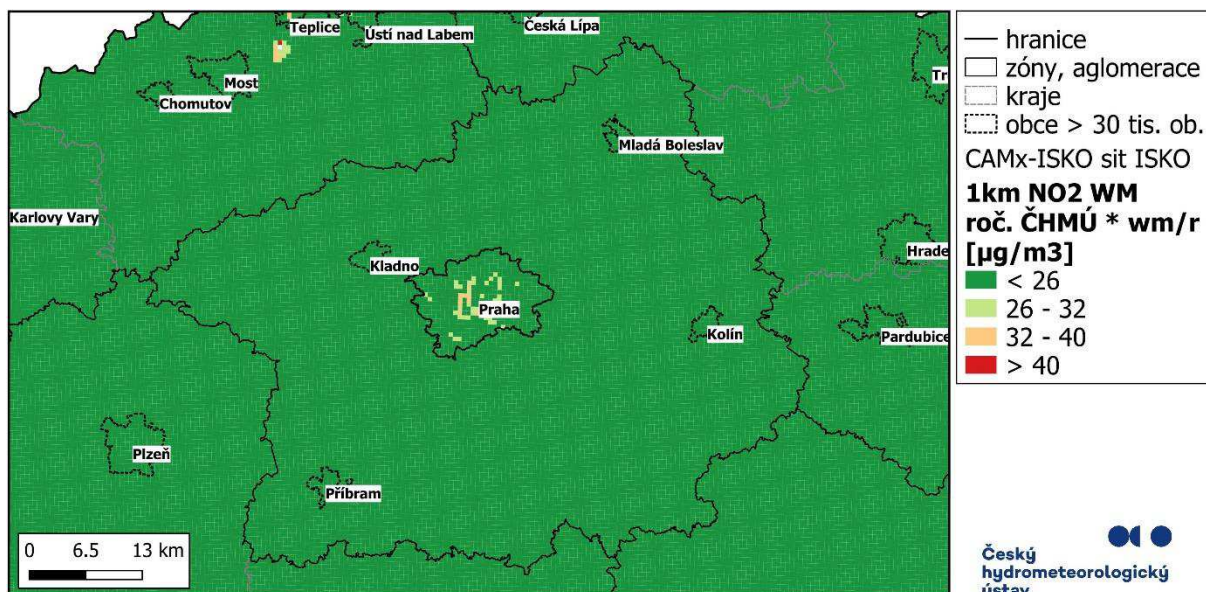 Teplice
Ústí nad Labem
Česká Lípa
Most
Chomutov
Tr
Mladá Boleslav
Karlovy Vary
Hrade
Kladno
Praha
Kolín
Pardubice
Plzeň
Příbram
0 6.5 13 km
hranice
zóny, aglomerace
kraje
obce > 30 tis. ob.
CAMx-ISKO sit ISKO
1km NO2 WM
roč. ČHMÚ * wm/r
[µg/m3]
< 26
26 - 32
32 - 40
> 40
Český
hydrometeorologický
ústav